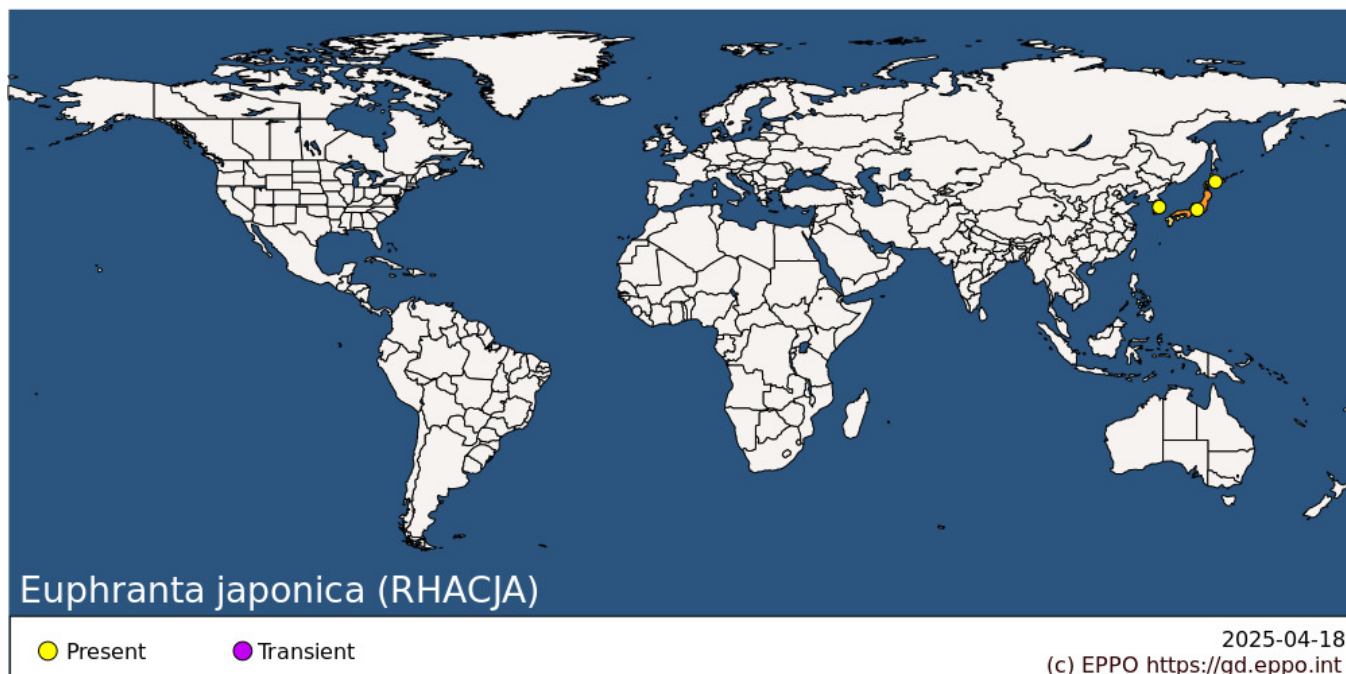 Euphranta japonica (RHACJA)
Present
Transient
2025-04-18
(c) EPPO https://gd.eppo.int